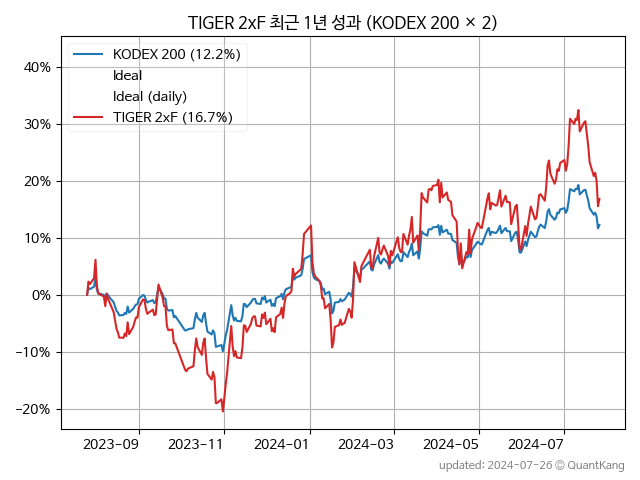 TIGER 2xF 최근 1년 성과 (KODEX 200 × 2)
KODEX 200 (12.2%)
Ideal
Ideal (daily)
TIGER 2xF (16.7%)
40%
30%
20%
10%
0%
−10%
−20%
2023−09
2023−11
2024−01
2024−03
2024−05
2024−07
updated: 2024-07-26 © QuantKang